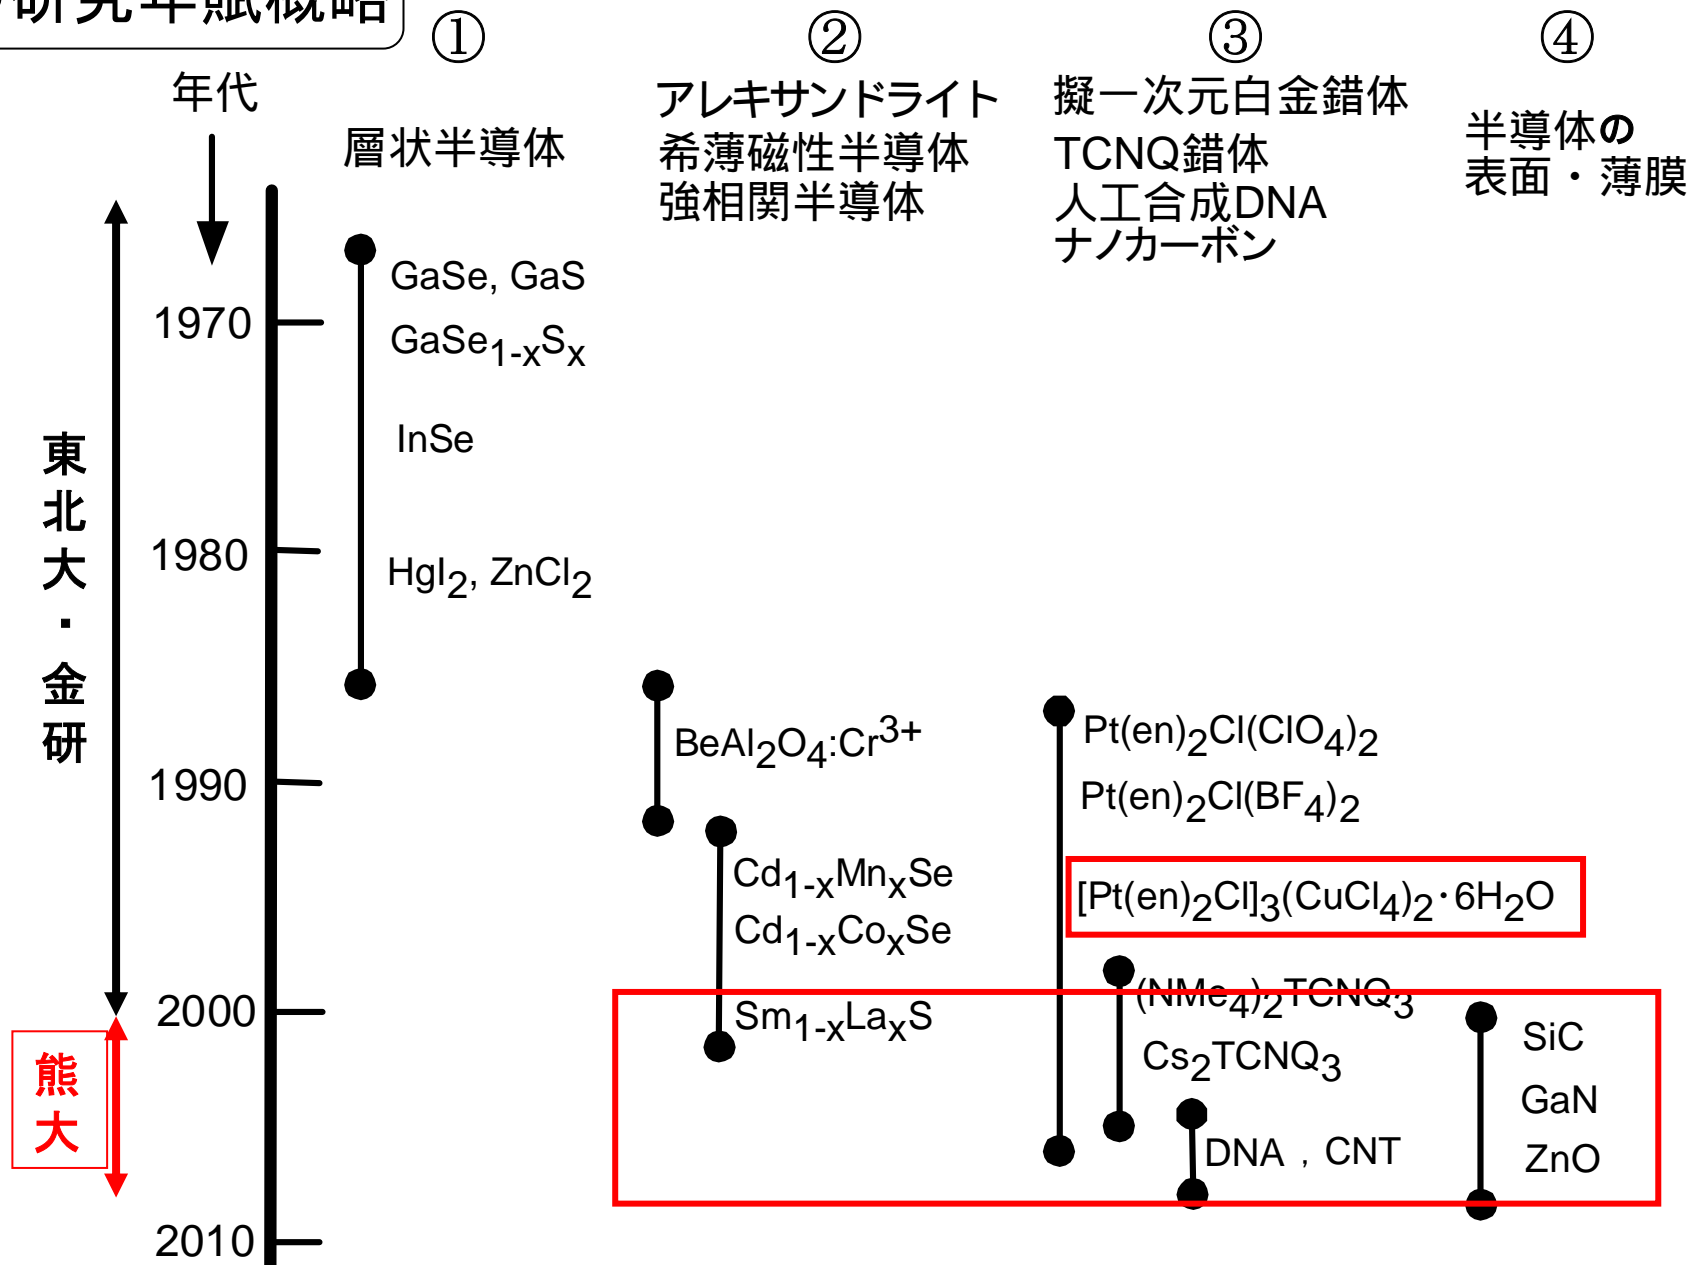 研究年賦概略
①
②
③
④
年代
層状半導体
アレキサンドライト
希薄磁性半導体
強相関半導体
擬一次元白金錯体
TCNQ錯体
人工合成DNA
ナノカーボン
半導体の
表面・薄膜
GaSe, GaS
1970
GaSe1-xSx
InSe
東北大・金研
1980
HgI2, ZnCl2
BeAl2O4:Cr3+
Pt(en)2Cl(ClO4)2
1990
Pt(en)2Cl(BF4)2
Cd1-xMnxSe
[Pt(en)2Cl]3(CuCl4)2・6H2O
Cd1-xCoxSe
2000
Sm1-xLaxS
(NMe4)2TCNQ3
Cs2TCNQ3
SiC
熊大
GaN
DNA , CNT
ZnO
2010